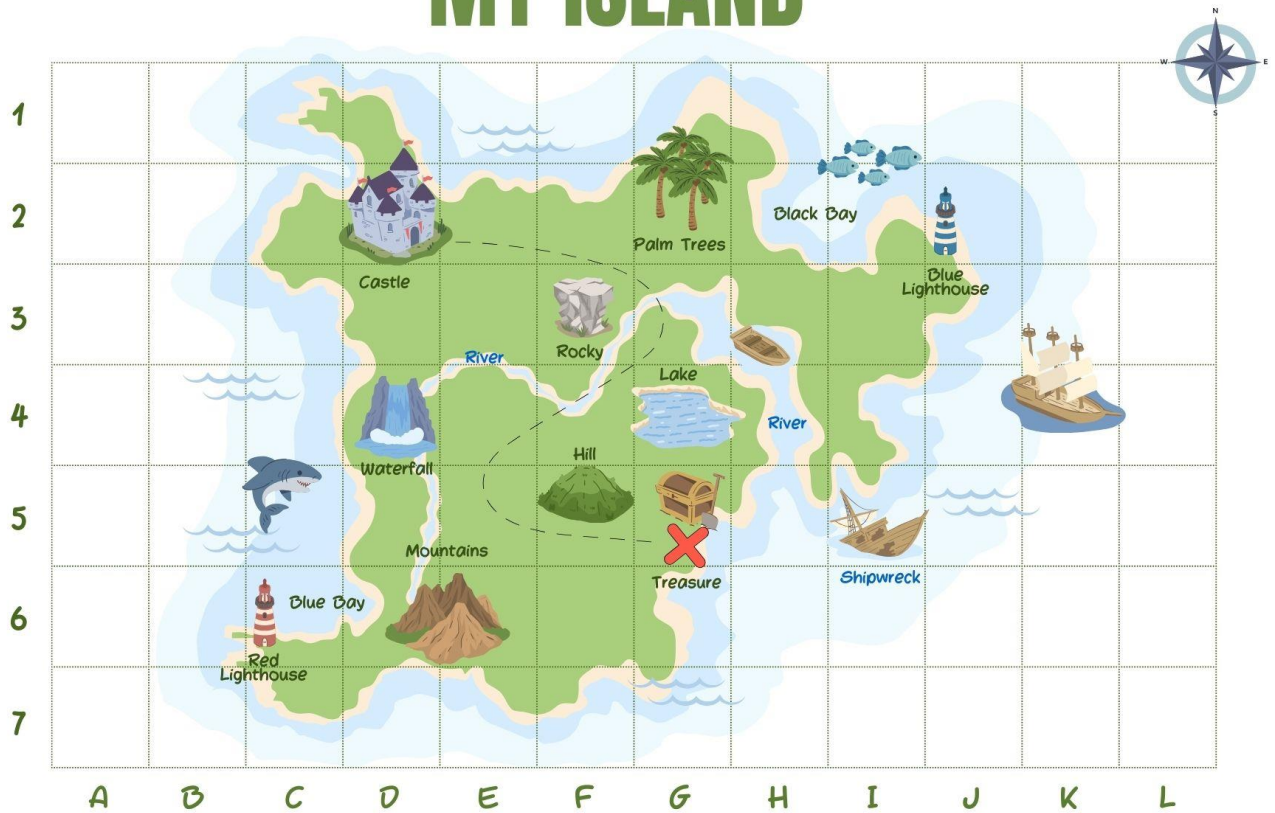 MY ISLAND
N
W
E
S
1
2
3
4
5
6
7
Palm Trees
Black Bay
Castle
Blue
Lighthouse
Rocky
River
Lake
River
Waterfall
Hill
Mountains
Treasure
Shipwreck
Blue Bay
Red
Lighthouse
A B C D E F G H I J K L